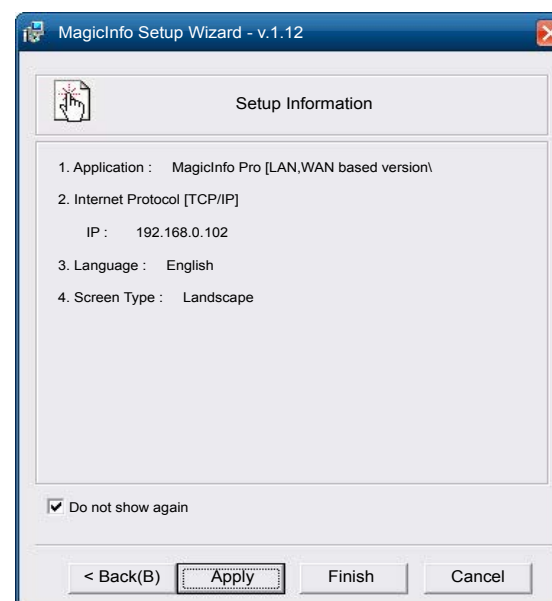 MagicInfo Setup Wizard - v.1.12
Setup Information
1. Application : MagicInfo Pro [LAN,WAN based version\
2. Internet Protocol [TCP/IP]
IP : 192.168.0.102
3. Language : English
4. Screen Type : Landscape
Do not show again
< Back(B) Apply Finish Cancel